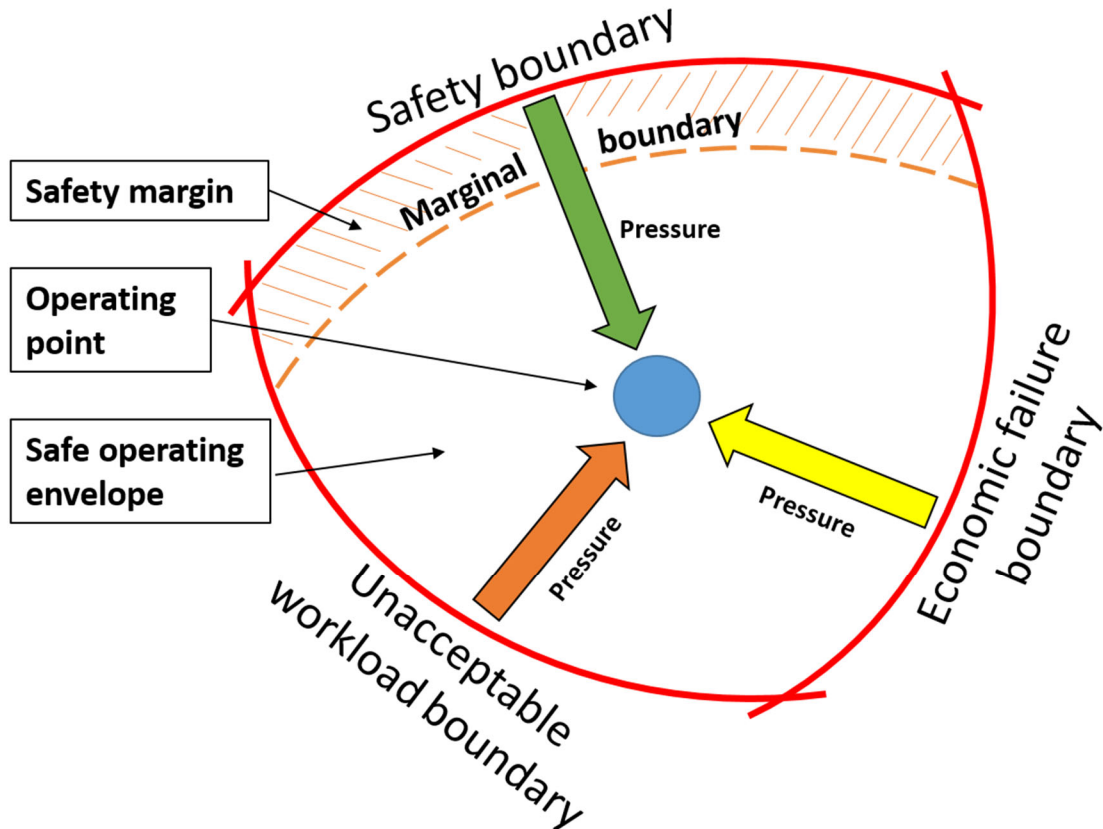 Safety boundary
Marginal boundary
Safety margin
Pressure
Operating
point
Safe operating
envelope
Pressure
Pressure
Economic failure
boundary
Unacceptable
workload boundary